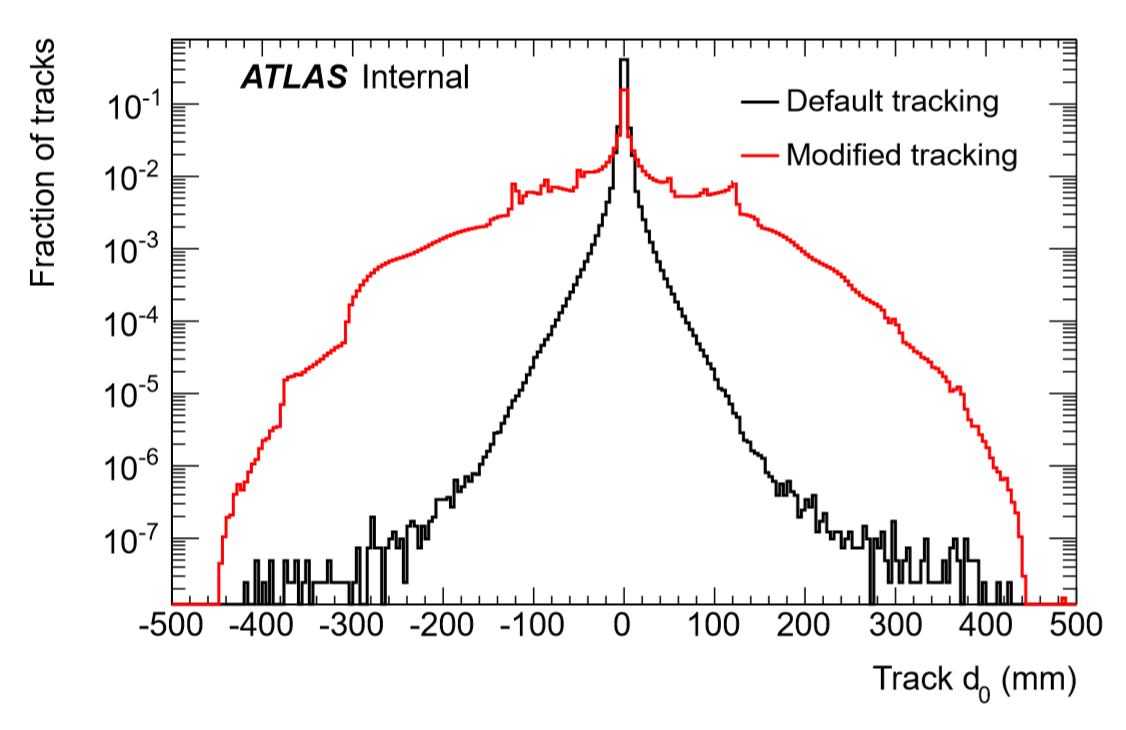 ATLAS Internal
Default tracking
Modified tracking
Fraction of tracks
10⁻¹
10⁻²
10⁻³
10⁻⁴
10⁻⁵
10⁻⁶
10⁻⁷
-500 -400 -300 -200 -100 0 100 200 300 400 500
Track d₀ (mm)